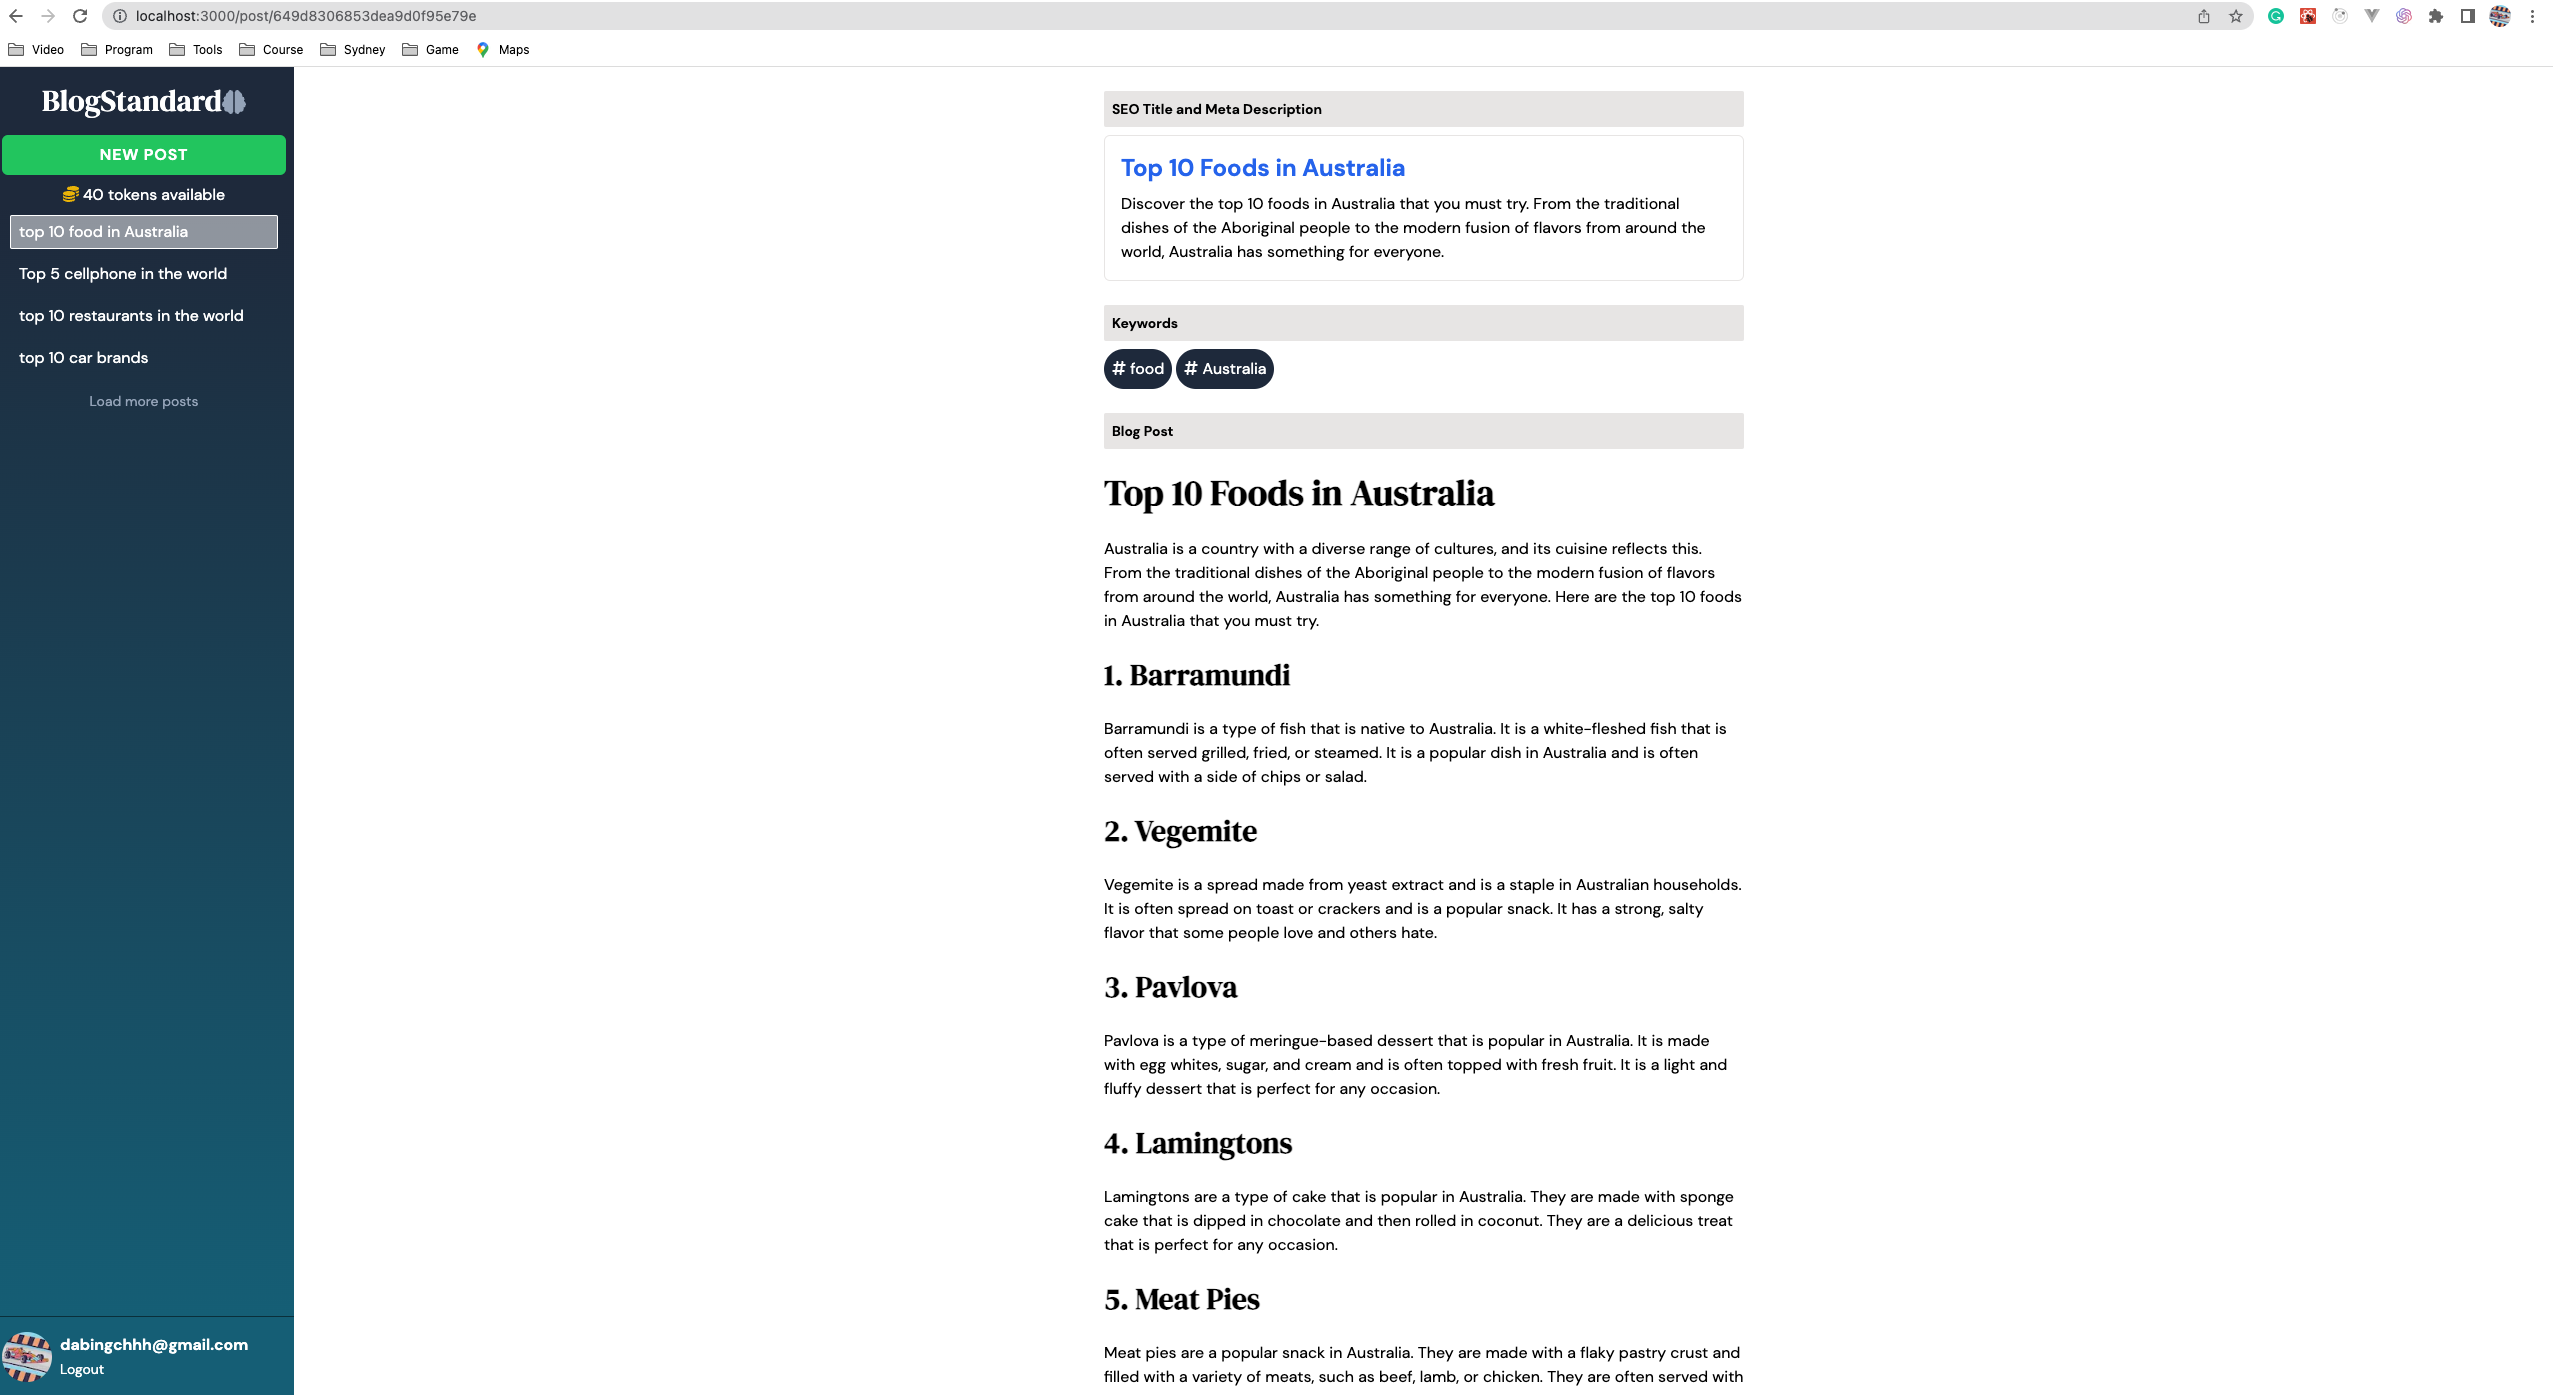 localhost:3000/post/649d8306853dea9d0f95e79e
Video Program Tools Course Sydney Game Maps
BlogStandard
NEW POST
40 tokens available
top 10 food in Australia
Top 5 cellphone in the world
top 10 restaurants in the world
top 10 car brands
Load more posts
dabingchhh@gmail.com
Logout
SEO Title and Meta Description
Top 10 Foods in Australia
Discover the top 10 foods in Australia that you must try. From the traditional
dishes of the Aboriginal people to the modern fusion of flavors from around the
world, Australia has something for everyone.
Keywords
# food # Australia
Blog Post
Top 10 Foods in Australia
Australia is a country with a diverse range of cultures, and its cuisine reflects this.
From the traditional dishes of the Aboriginal people to the modern fusion of flavors
from around the world, Australia has something for everyone. Here are the top 10 foods
in Australia that you must try.
1. Barramundi
Barramundi is a type of fish that is native to Australia. It is a white-fleshed fish that is
often served grilled, fried, or steamed. It is a popular dish in Australia and is often
served with a side of chips or salad.
2. Vegemite
Vegemite is a spread made from yeast extract and is a staple in Australian households.
It is often spread on toast or crackers and is a popular snack. It has a strong, salty
flavor that some people love and others hate.
3. Pavlova
Pavlova is a type of meringue-based dessert that is popular in Australia. It is made
with egg whites, sugar, and cream and is often topped with fresh fruit. It is a light and
fluffy dessert that is perfect for any occasion.
4. Lamingtons
Lamingtons are a type of cake that is popular in Australia. They are made with sponge
cake that is dipped in chocolate and then rolled in coconut. They are a delicious treat
that is perfect for any occasion.
5. Meat Pies
Meat pies are a popular snack in Australia. They are made with a flaky pastry crust and
filled with a variety of meats, such as beef, lamb, or chicken. They are often served with